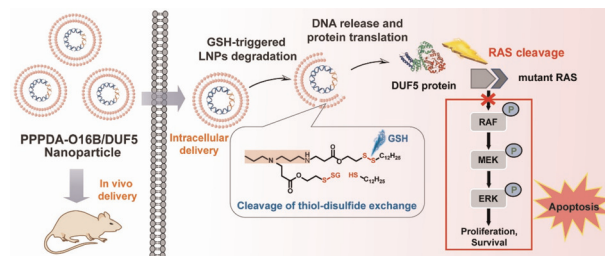 PPPDA-O16B/DUF5
Nanoparticle
In vivo
delivery
Intracellular
delivery
GSH-triggered
LNPs degradation
DNA release and
protein translation
DUF5 protein
RAS cleavage
mutant RAS
GSH
N
H
N
O
O
S
S
C12H25
O
O
S
SG
HS
C12H25
Cleavage of thiol-disulfide exchange
RAF
P
MEK
P
ERK
P
Proliferation,
Survival
Apoptosis